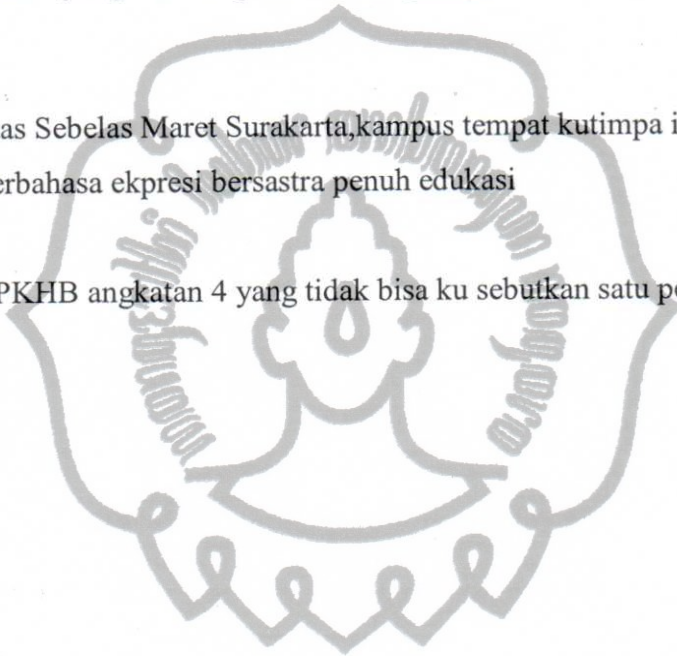 as Sebelas Maret Surakarta,kampus tempat kutimpa i
erbahasa ekpresi bersastra penuh edukasi
PKHB angkatan 4 yang tidak bisa ku sebutkan satu pe